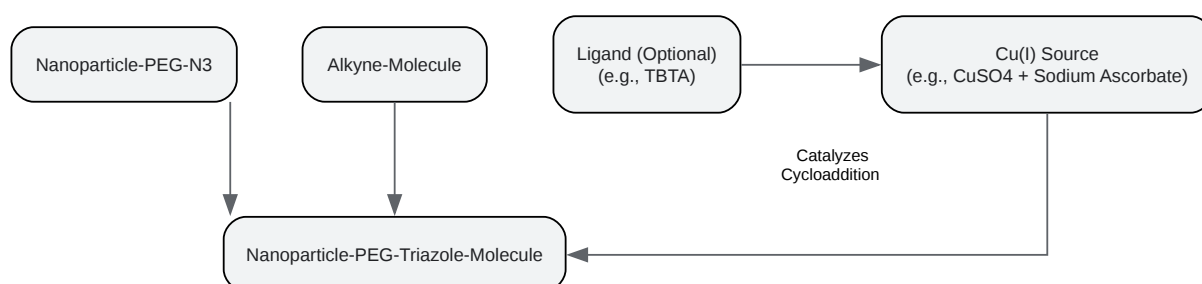 Nanoparticle-PEG-N3
Alkyne-Molecule
Ligand (Optional)
(e.g., TBTA)
Cu(I) Source
(e.g., CuSO4 + Sodium Ascorbate)
Catalyzes
Cycloaddition
Nanoparticle-PEG-Triazole-Molecule